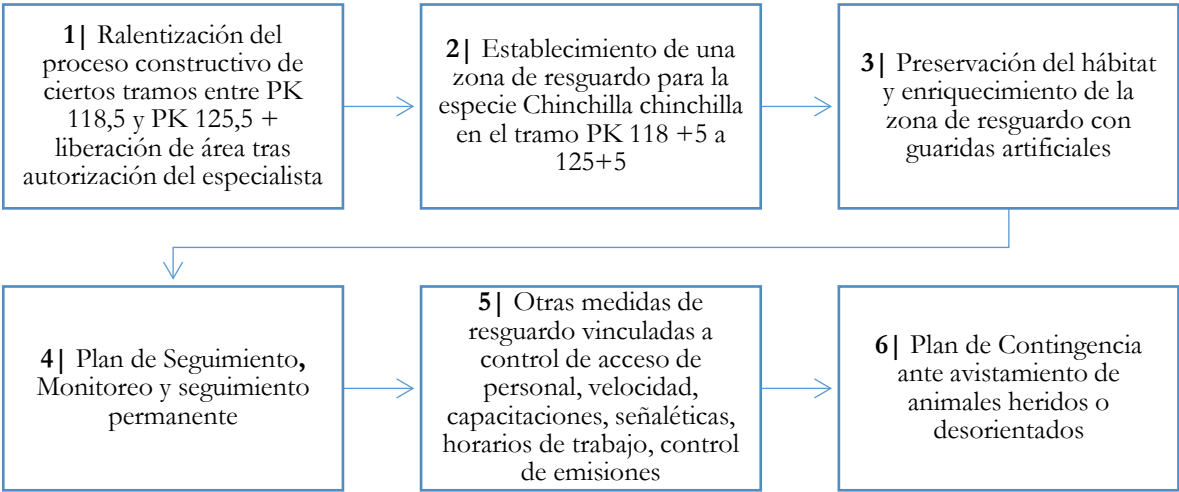 1| Ralentización del
proceso constructivo de
ciertos tramos entre PK
118,5 y PK 125,5 +
liberación de área tras
autorización del especialista
2| Establecimiento de una
zona de resguardo para la
especie Chinchilla chinchilla
en el tramo PK 118 +5 a
125+5
3| Preservación del hábitat
y enriquecimiento de la
zona de resguardo con
guaridas artificiales
4| Plan de Seguimiento,
Monitoreo y seguimiento
permanente
5| Otras medidas de
resguardo vinculadas a
control de acceso de
personal, velocidad,
capacitaciones, señaléticas,
horarios de trabajo, control
de emisiones
6| Plan de Contingencia
ante avistamiento de
animales heridos o
desorientados